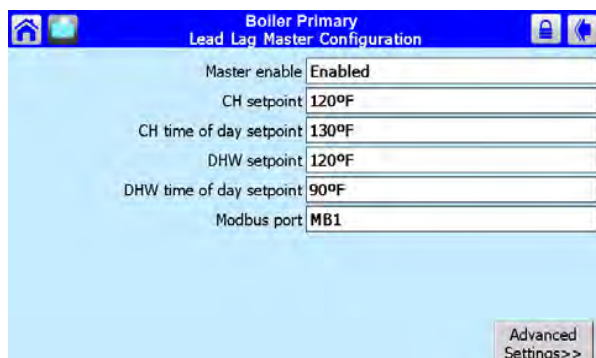 Boiler Primary
Lead Lag Master Configuration
Master enable Enabled
CH setpoint 120ºF
CH time of day setpoint 130ºF
DHW setpoint 120ºF
DHW time of day setpoint 90ºF
Modbus port MB1
Advanced
Settings>>